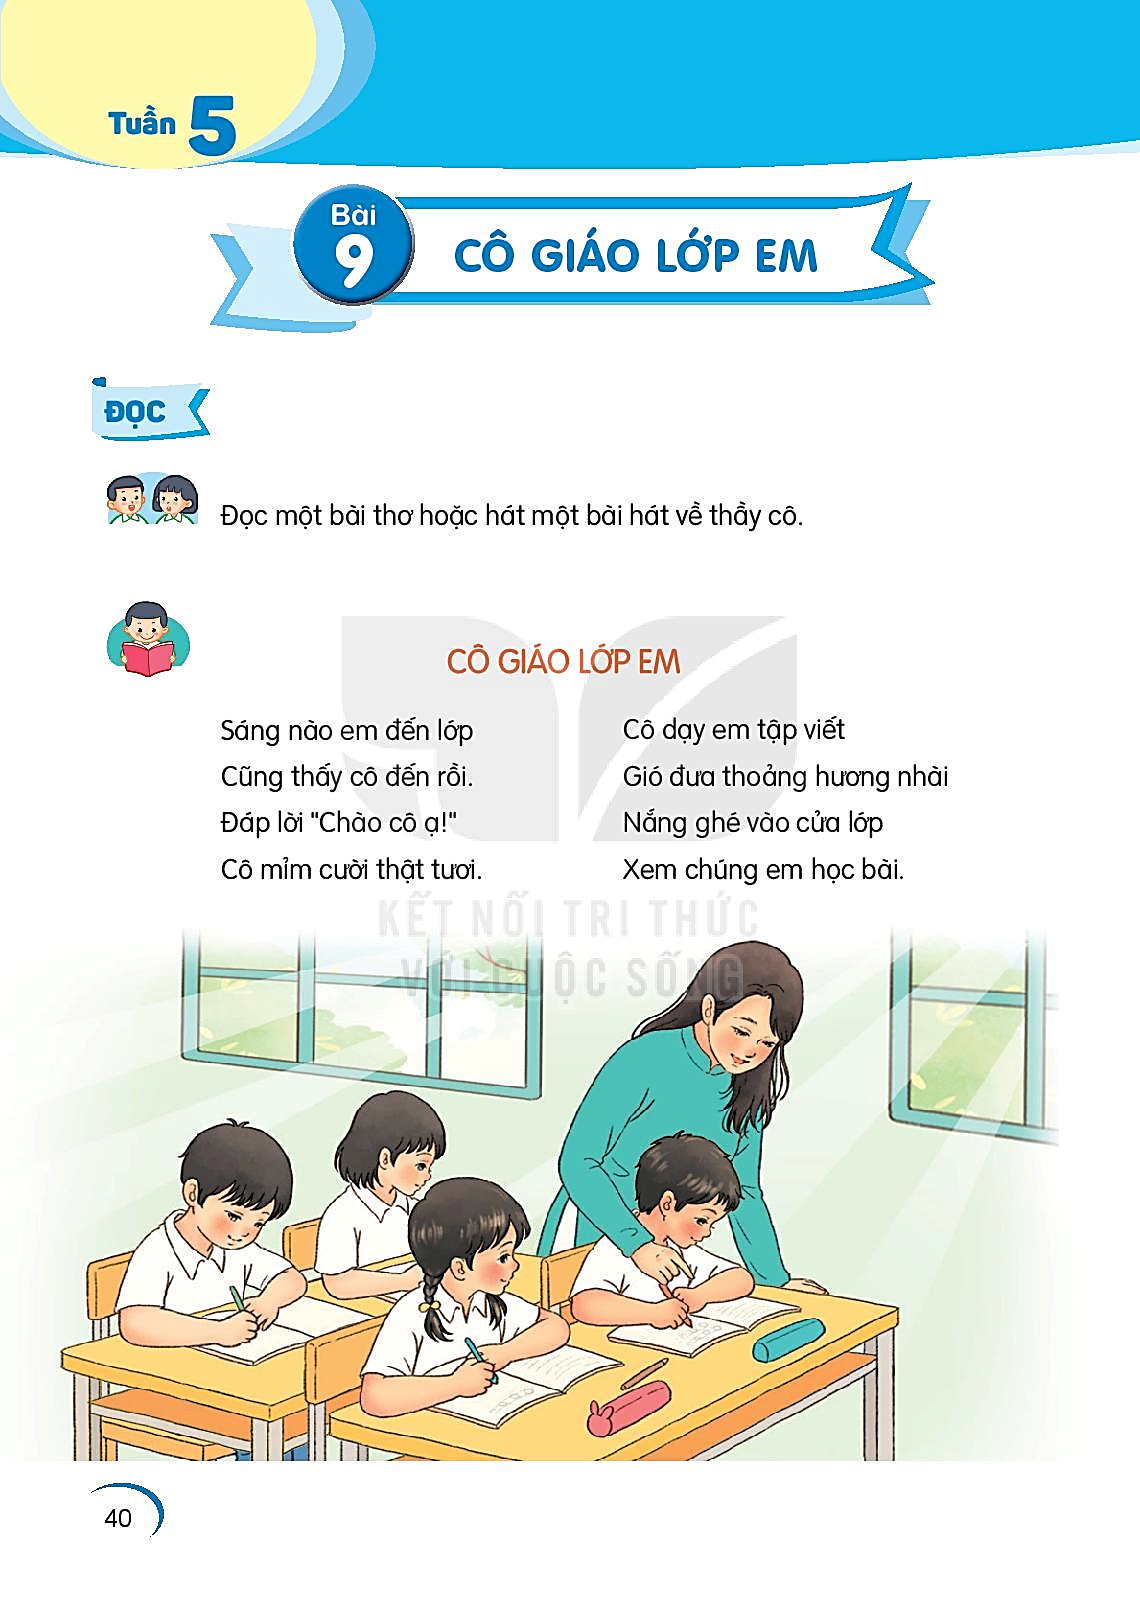 Tuần 5
Bài 9
CÔ GIÁO LỚP EM
ĐỌC
Đọc một bài thơ hoặc hát một bài hát về thầy cô.
CÔ GIÁO LỚP EM
Sáng nào em đến lớp
Cũng thấy cô đến rồi.
Đáp lời "Chào cô ạ!"
Cô mỉm cười thật tươi.
Cô dạy em tập viết
Gió đưa thoảng hương nhài
Nắng ghé vào cửa lớp
Xem chúng em học bài.
KẾT NỐI TRI THỨC
VỚI CUỘC SỐNG
40